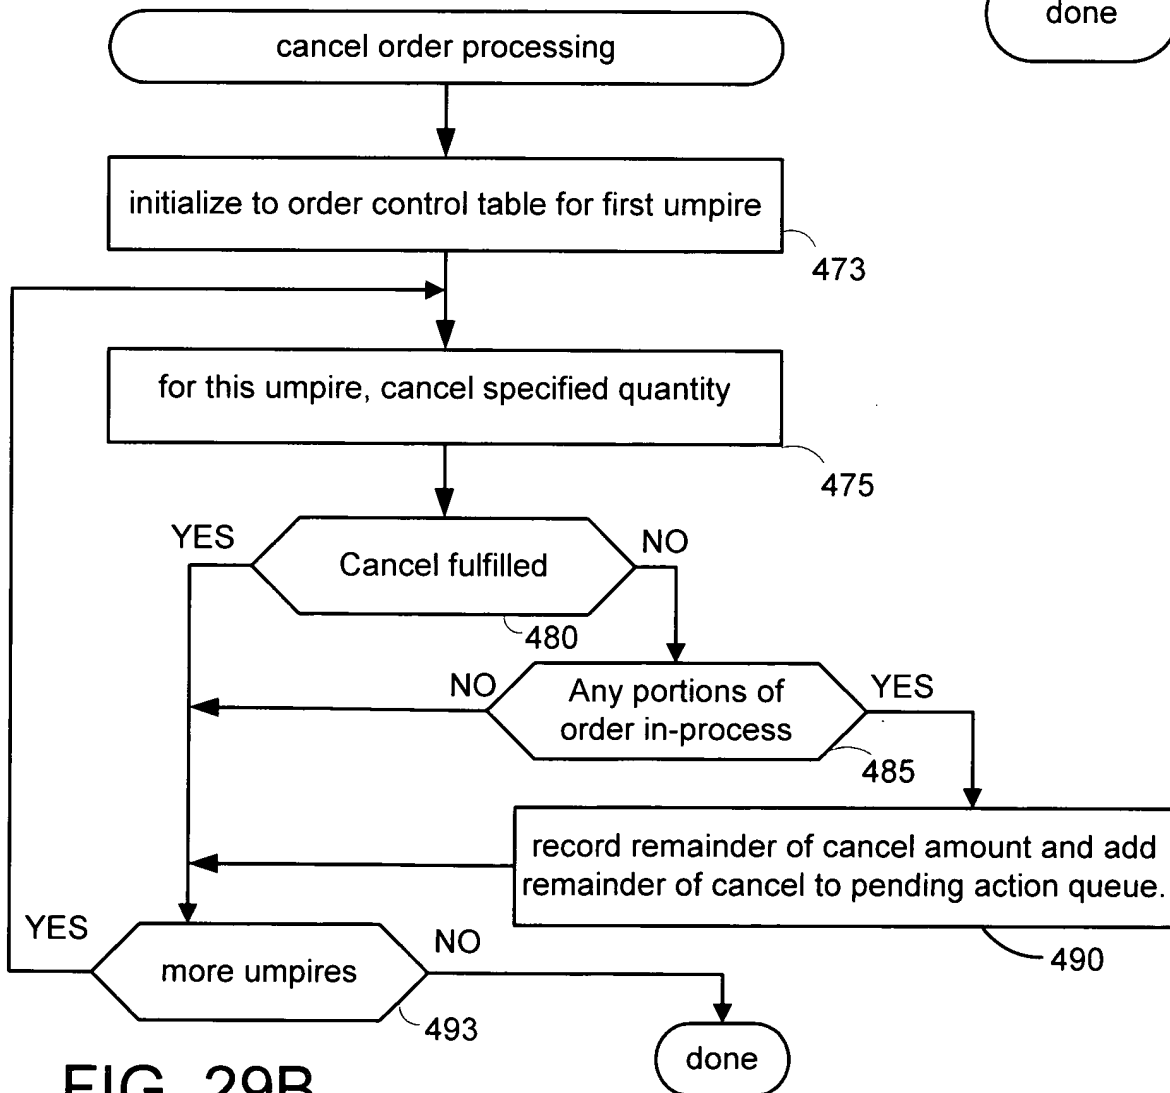 done
cancel order processing
initialize to order control table for first umpire
473
for this umpire, cancel specified quantity
475
YES
NO
Cancel fulfilled
480
NO
Any portions of
order in-process
YES
485
record remainder of cancel amount and add
remainder of cancel to pending action queue.
490
YES
more umpires
NO
493
done
FIG. 29B